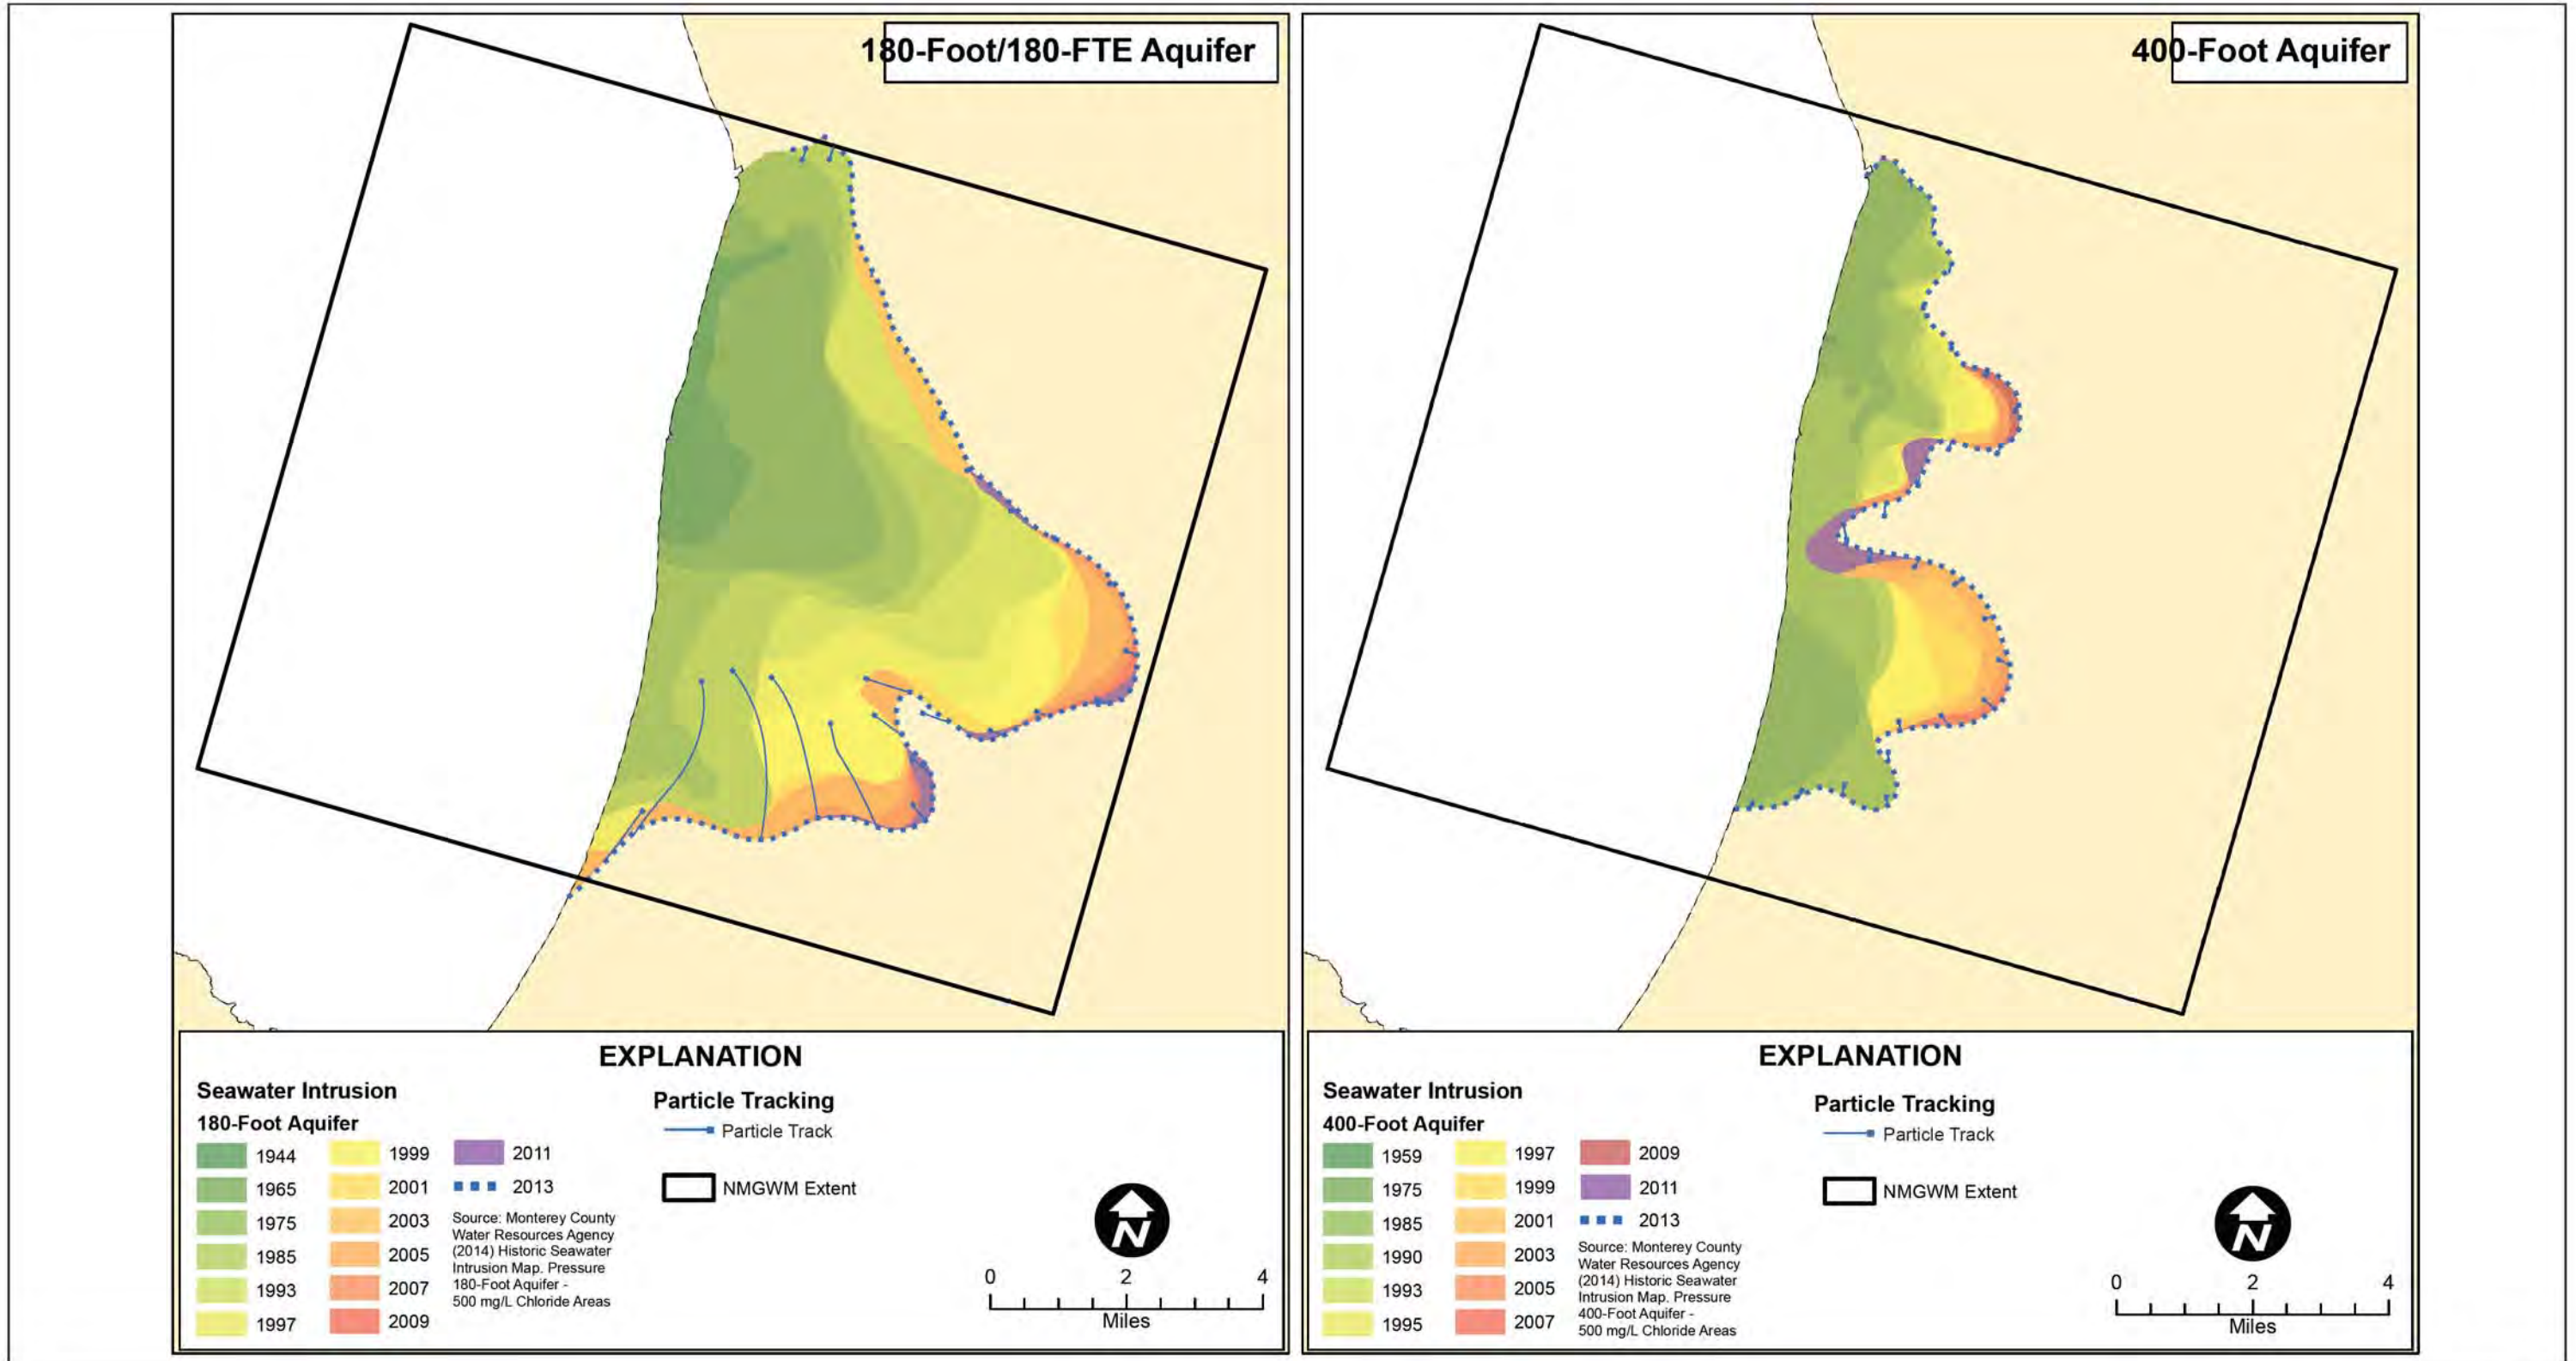 180-Foot/180-FTE Aquifer
EXPLANATION
Seawater Intrusion
180-Foot Aquifer
1944
1965
1975
1985
1993
1997
1999
2001
2003
2005
2007
2009
2011
2013
Source: Monterey County
Water Resources Agency
(2014) Historic Seawater
Intrusion Map. Pressure
180-Foot Aquifer -
500 mg/L Chloride Areas
Particle Tracking
Particle Track
NMGWM Extent
N
0 2 4
Miles
400-Foot Aquifer
EXPLANATION
Seawater Intrusion
400-Foot Aquifer
1959
1975
1985
1990
1993
1995
1997
1999
2001
2003
2005
2007
2009
2011
2013
Source: Monterey County
Water Resources Agency
(2014) Historic Seawater
Intrusion Map. Pressure
400-Foot Aquifer -
500 mg/L Chloride Areas
Particle Tracking
Particle Track
NMGWM Extent
N
0 2 4
Miles